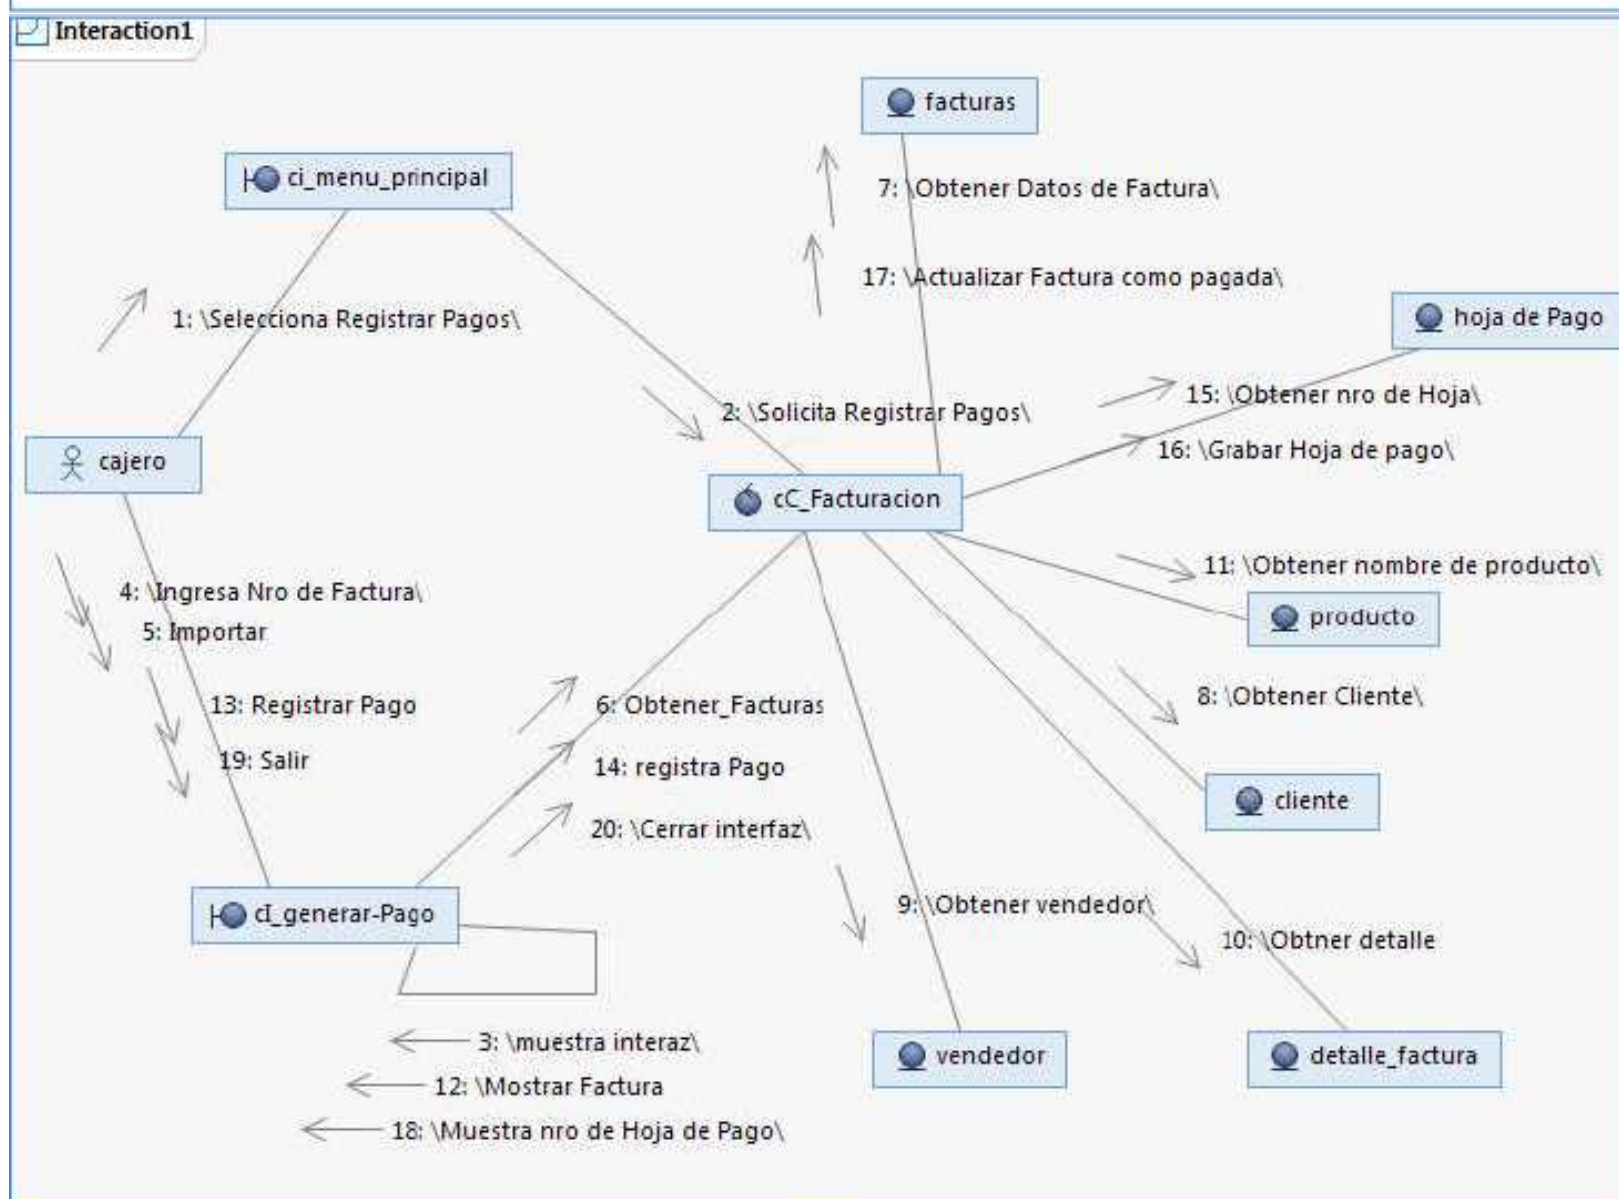 Interaction1
facturas
ci_menu_principal
7: \Obtener Datos de Factura\
17: \Actualizar Factura como pagada\
hoja de Pago
1: \Selecciona Registrar Pagos\
15: \Obtener nro de Hoja\
2: \Solicita Registrar Pagos\
16: \Grabar Hoja de pago\
cajero
cC_Facturacion
11: \Obtener nombre de producto\
4: \Ingresa Nro de Factura\
producto
5: Importar
8: \Obtener Cliente\
13: Registrar Pago
6: Obtener_Facturas
19: Salir
14: registra Pago
cliente
20: \Cerrar interfaz\
9: \Obtener vendedor\
cI_generar-Pago
10: \Obtner detalle
3: \muestra interaz\
vendedor
detalle_factura
12: \Mostrar Factura
18: \Muestra nro de Hoja de Pago\